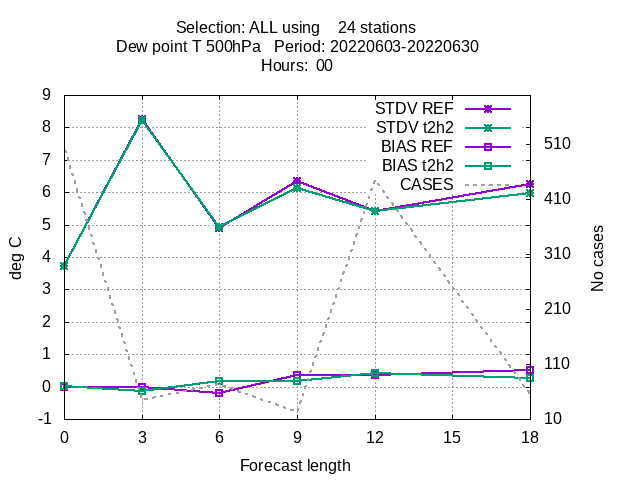 Selection: ALL using    24 stations
Dew point T 500hPa   Period: 20220603-20220630
Hours:  00
STDV REF
STDV t2h2
BIAS REF
BIAS t2h2
CASES
9
8
7
6
5
4
3
2
1
0
-1
deg C
510
410
310
210
110
10
No cases
0 3 6 9 12 15 18
Forecast length